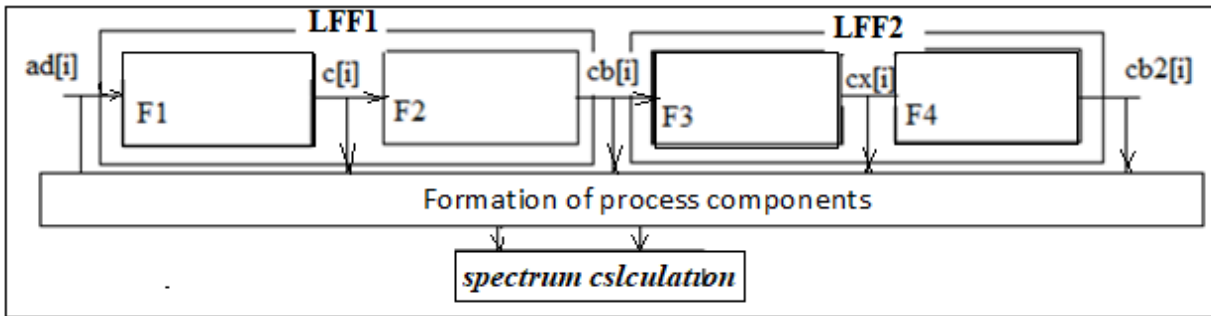 LFF1
LFF2
ad[i]
c[i]
cb[i]
cx[i]
cb2[i]
F1
F2
F3
F4
Formation of process components
spectrum cslculation